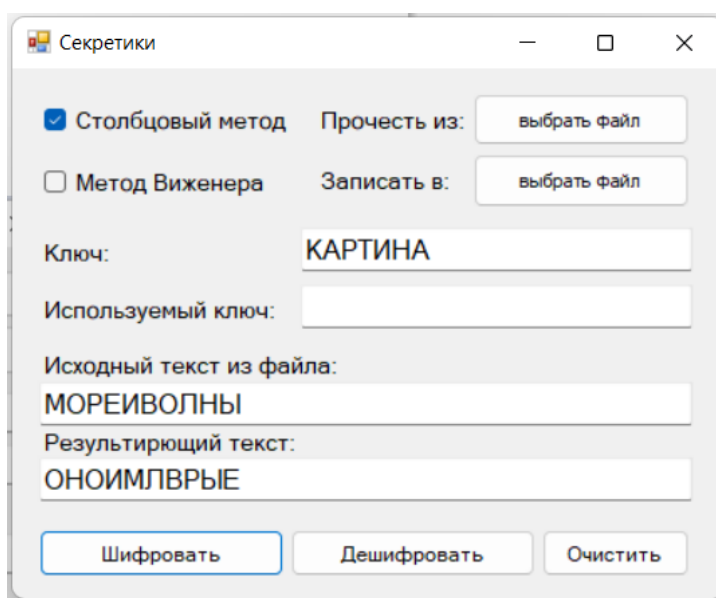 Секретики
Столбцовый метод Прочесть из: выбрать файл
Метод Виженера Записать в: выбрать файл
Ключ: КАРТИНА
Используемый ключ:
Исходный текст из файла:
МОРЕИВОЛНЫ
Результирющий текст:
ОНОИМЛВРЫЕ
Шифровать Дешифровать Очистить